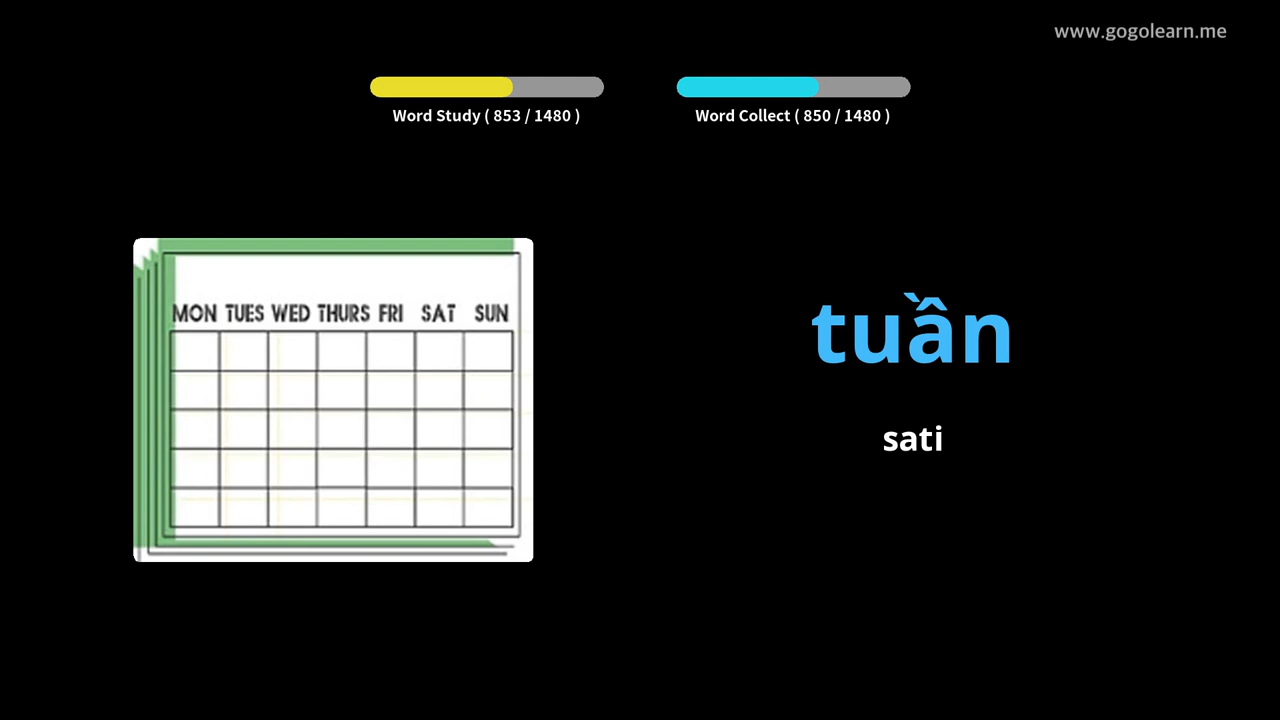 www.gogolearn.me
Word Study ( 853 / 1480 )
Word Collect ( 850 / 1480 )
MON TUES WED THURS FRI SAT SUN
tuần
sati